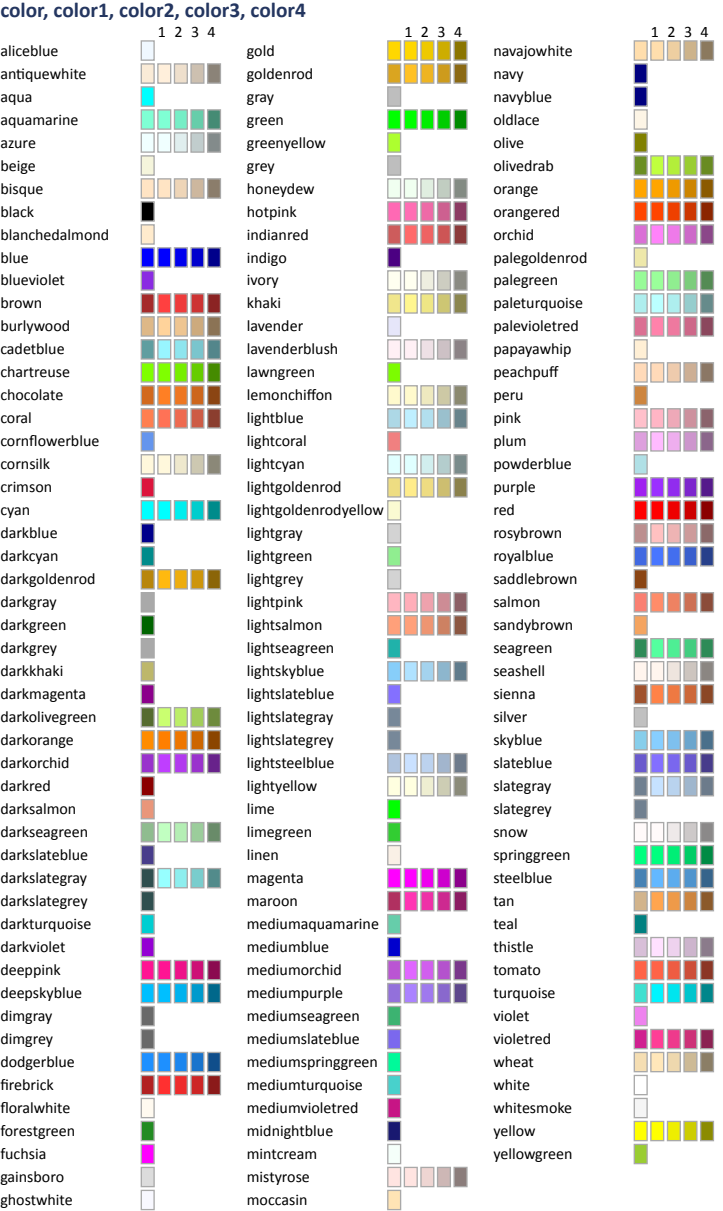 color, color1, color2, color3, color4
1 2 3 4
aliceblue
antiquewhite
aqua
aquamarine
azure
beige
bisque
black
blanchedalmond
blue
blueviolet
brown
burlywood
cadetblue
chartreuse
chocolate
coral
cornflowerblue
cornsilk
crimson
cyan
darkblue
darkcyan
darkgoldenrod
darkgray
darkgreen
darkgrey
darkkhaki
darkmagenta
darkolivegreen
darkorange
darkorchid
darkred
darksalmon
darkseagreen
darkslateblue
darkslategray
darkslategrey
darkturquoise
darkviolet
deeppink
deepskyblue
dimgray
dimgrey
dodgerblue
firebrick
floralwhite
forestgreen
fuchsia
gainsboro
ghostwhite
1 2 3 4
gold
goldenrod
gray
green
greenyellow
grey
honeydew
hotpink
indianred
indigo
ivory
khaki
lavender
lavenderblush
lawngreen
lemonchiffon
lightblue
lightcoral
lightcyan
lightgoldenrod
lightgoldenrodyellow
lightgray
lightgreen
lightgrey
lightpink
lightsalmon
lightseagreen
lightskyblue
lightslateblue
lightslategray
lightslategrey
lightsteelblue
lightyellow
lime
limegreen
linen
magenta
maroon
mediumaquamarine
mediumblue
mediumorchid
mediumpurple
mediumseagreen
mediumslateblue
mediumspringgreen
mediumturquoise
mediumvioletred
midnightblue
mintcream
mistyrose
moccasin
1 2 3 4
navajowhite
navy
navyblue
oldlace
olive
olivedrab
orange
orangered
orchid
palegoldenrod
palegreen
paleturquoise
palevioletred
papayawhip
peachpuff
peru
pink
plum
powderblue
purple
red
rosybrown
royalblue
saddlebrown
salmon
sandybrown
seagreen
seashell
sienna
silver
skyblue
slateblue
slategray
slategrey
snow
springgreen
steelblue
tan
teal
thistle
tomato
turquoise
violet
violetred
wheat
white
whitesmoke
yellow
yellowgreen